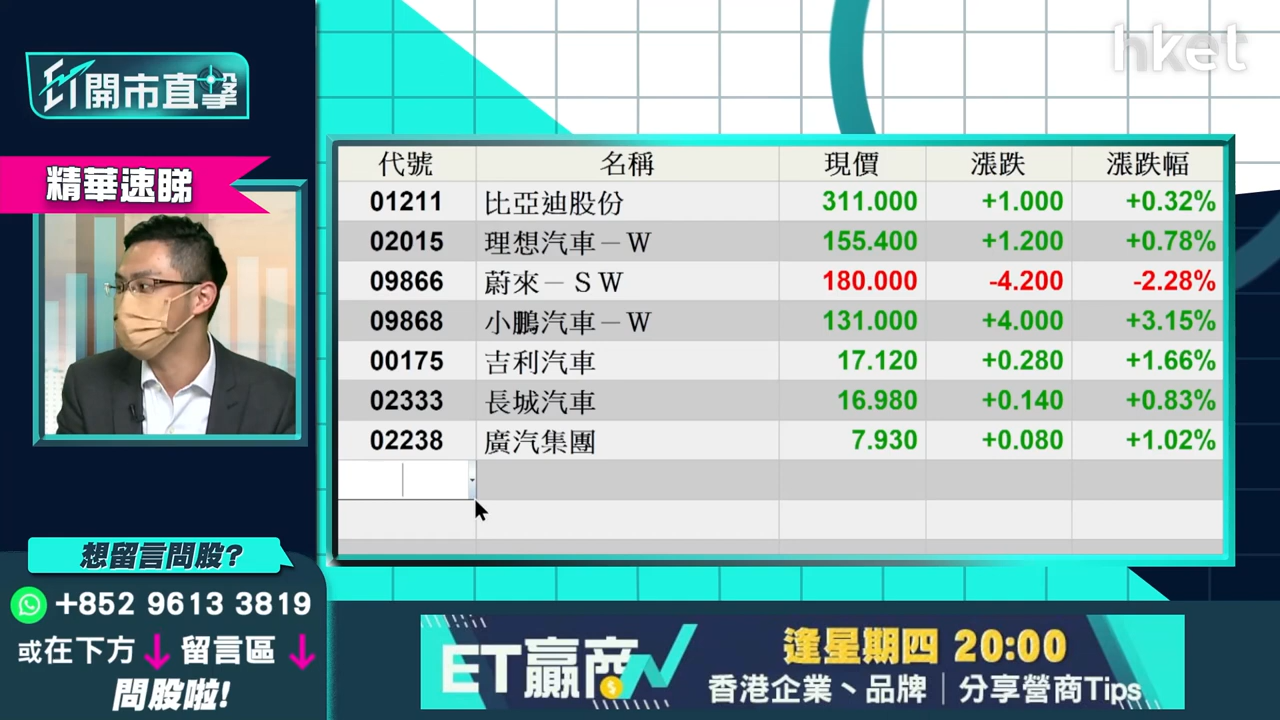 hket
ET開市直擊
精華速睇
代號 名稱 現價 漲跌 漲跌幅
01211 比亞迪股份 311.000 +1.000 +0.32%
02015 理想汽車－W 155.400 +1.200 +0.78%
09866 蔚來－ＳＷ 180.000 -4.200 -2.28%
09868 小鵬汽車－W 131.000 +4.000 +3.15%
00175 吉利汽車 17.120 +0.280 +1.66%
02333 長城汽車 16.980 +0.140 +0.83%
02238 廣汽集團 7.930 +0.080 +1.02%
想留言問股?
+852 9613 3819
或在下方↓留言區↓
問股啦!
ET贏商
逢星期四 20:00
香港企業、品牌｜分享營商Tips